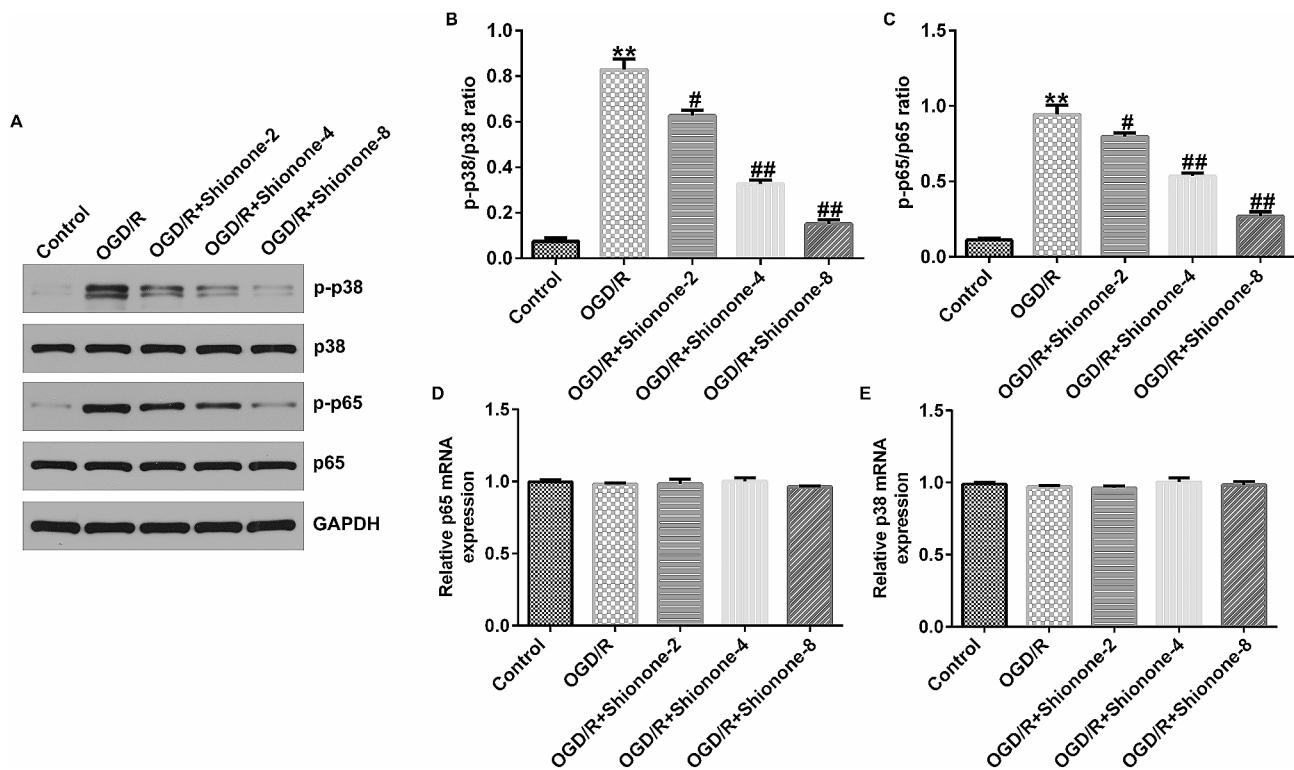 A
Control
OGD/R
OGD/R+Shionone-2
OGD/R+Shionone-4
OGD/R+Shionone-8
p-p38
p38
p-p65
p65
GAPDH
B
p-p38/p38 ratio
1.0
0.8
0.6
0.4
0.2
0.0
**
#
##
##
Control
OGD/R
OGD/R+Shionone-2
OGD/R+Shionone-4
OGD/R+Shionone-8
C
p-p65/p65 ratio
1.5
1.0
0.5
0.0
**
#
##
##
Control
OGD/R
OGD/R+Shionone-2
OGD/R+Shionone-4
OGD/R+Shionone-8
D
Relative p65 mRNA
expression
1.5
1.0
0.5
0.0
Control
OGD/R
OGD/R+Shionone-2
OGD/R+Shionone-4
OGD/R+Shionone-8
E
Relative p38 mRNA
expression
1.5
1.0
0.5
0.0
Control
OGD/R
OGD/R+Shionone-2
OGD/R+Shionone-4
OGD/R+Shionone-8